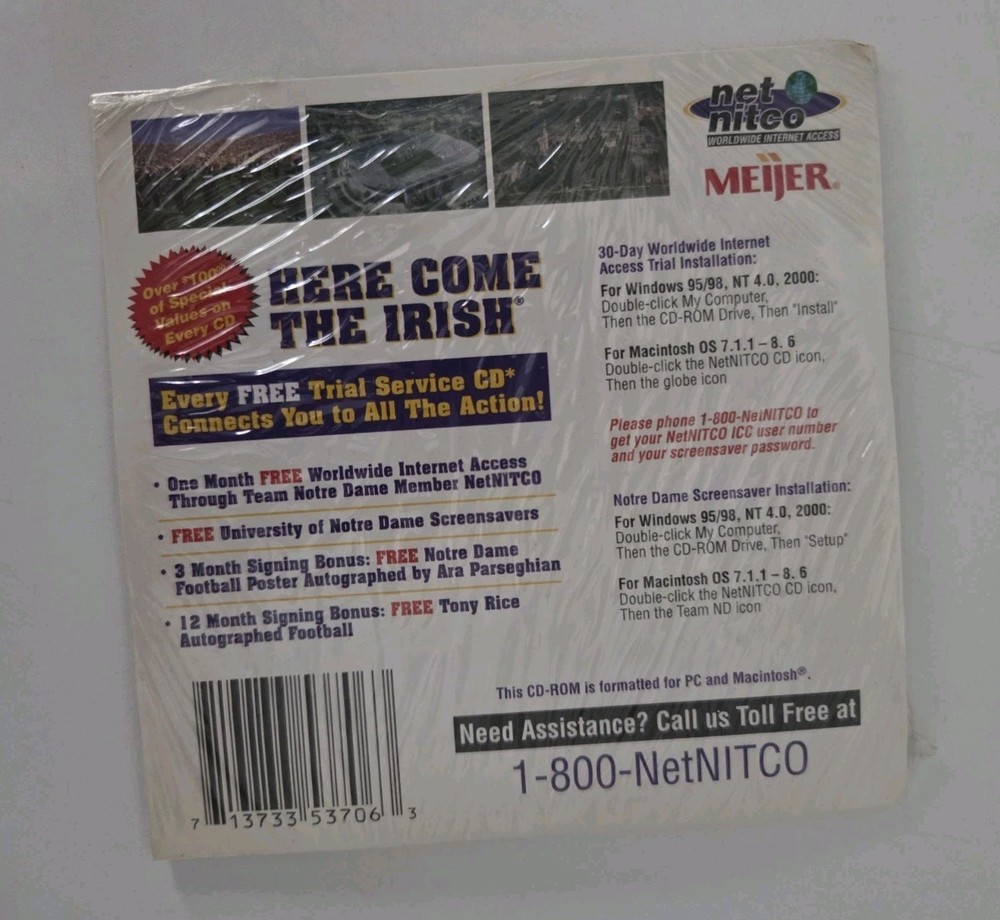 net
nitco
WORLDWIDE INTERNET ACCESS
MEIJER®
Over $100⁰⁰
of Special
Values on
Every CD
HERE COME
THE IRISH®
Every FREE Trial Service CD*
Connects You to All The Action!
• One Month FREE Worldwide Internet Access
Through Team Notre Dame Member NetNITCO
• FREE University of Notre Dame Screensavers
• 3 Month Signing Bonus: FREE Notre Dame
Football Poster Autographed by Ara Parseghian
• 12 Month Signing Bonus: FREE Tony Rice
Autographed Football
30-Day Worldwide Internet
Access Trial Installation:
For Windows 95/98, NT 4.0, 2000:
Double-click My Computer,
Then the CD-ROM Drive, Then "Install"
For Macintosh OS 7.1.1 – 8. 6
Double-click the NetNITCO CD icon,
Then the globe icon
Please phone 1-800-NetNITCO to
get your NetNITCO ICC user number
and your screensaver password.
Notre Dame Screensaver Installation:
For Windows 95/98, NT 4.0, 2000:
Double-click My Computer,
Then the CD-ROM Drive, Then "Setup"
For Macintosh OS 7.1.1 – 8. 6
Double-click the NetNITCO CD icon,
Then the Team ND icon
This CD-ROM is formatted for PC and Macintosh®.
Need Assistance? Call us Toll Free at
1-800-NetNITCO
7 13733 53706 3